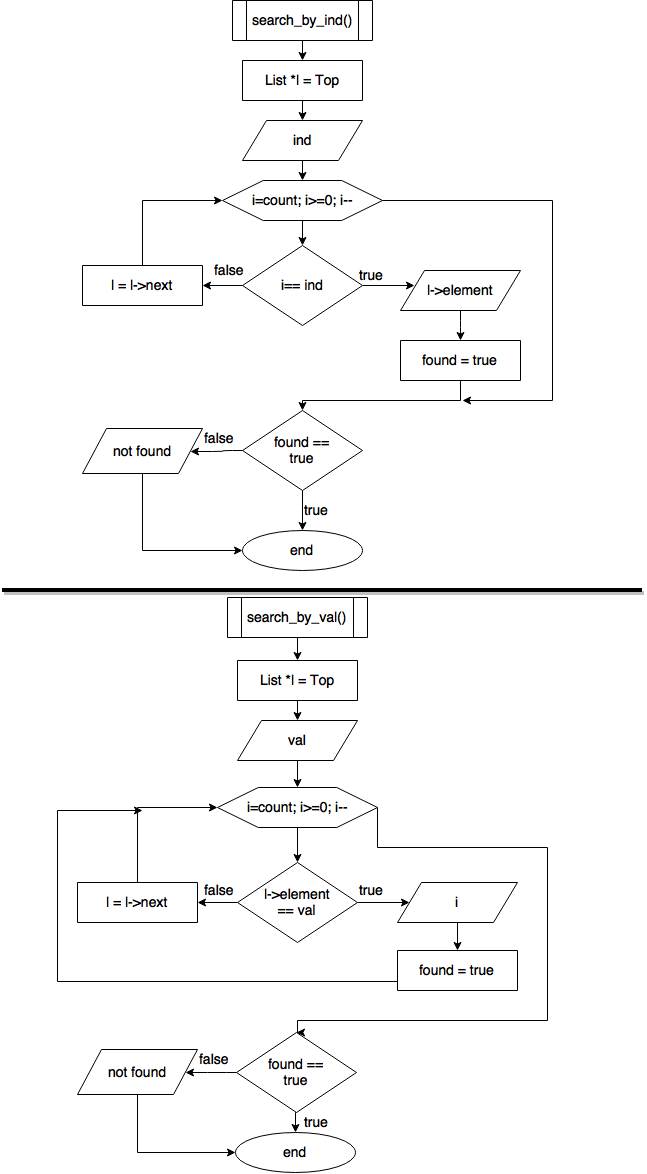 search_by_ind()
List *l = Top
ind
i=count; i>=0; i--
false
true
l = l->next
i== ind
l->element
found = true
false
not found
found ==
true
true
end
search_by_val()
List *l = Top
val
i=count; i>=0; i--
false
true
l = l->next
l->element
== val
i
found = true
false
not found
found ==
true
true
end